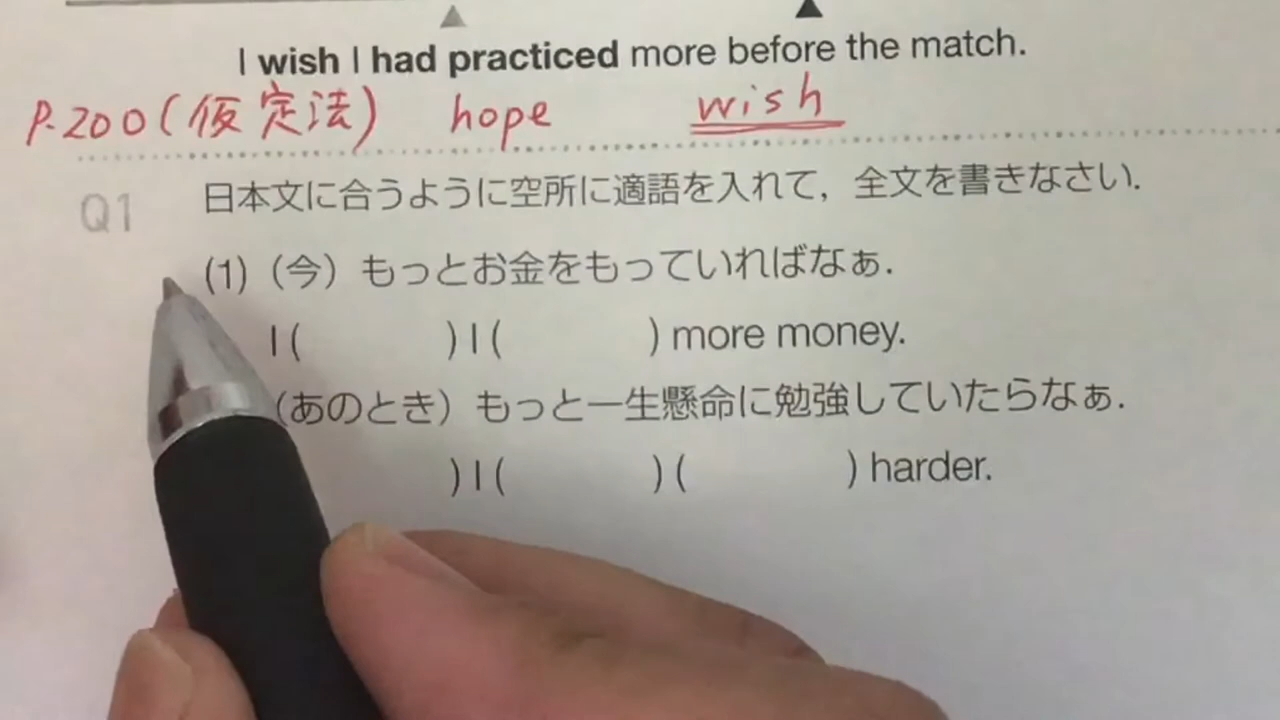 I wish I had practiced more before the match.
P.200(仮定法) hope wish
Q1 日本文に合うように空所に適語を入れて，全文を書きなさい.
(1)（今）もっとお金をもっていればなぁ.
I ( ) I ( ) more money.
（あのとき）もっと一生懸命に勉強していたらなぁ.
) I ( ) ( ) harder.